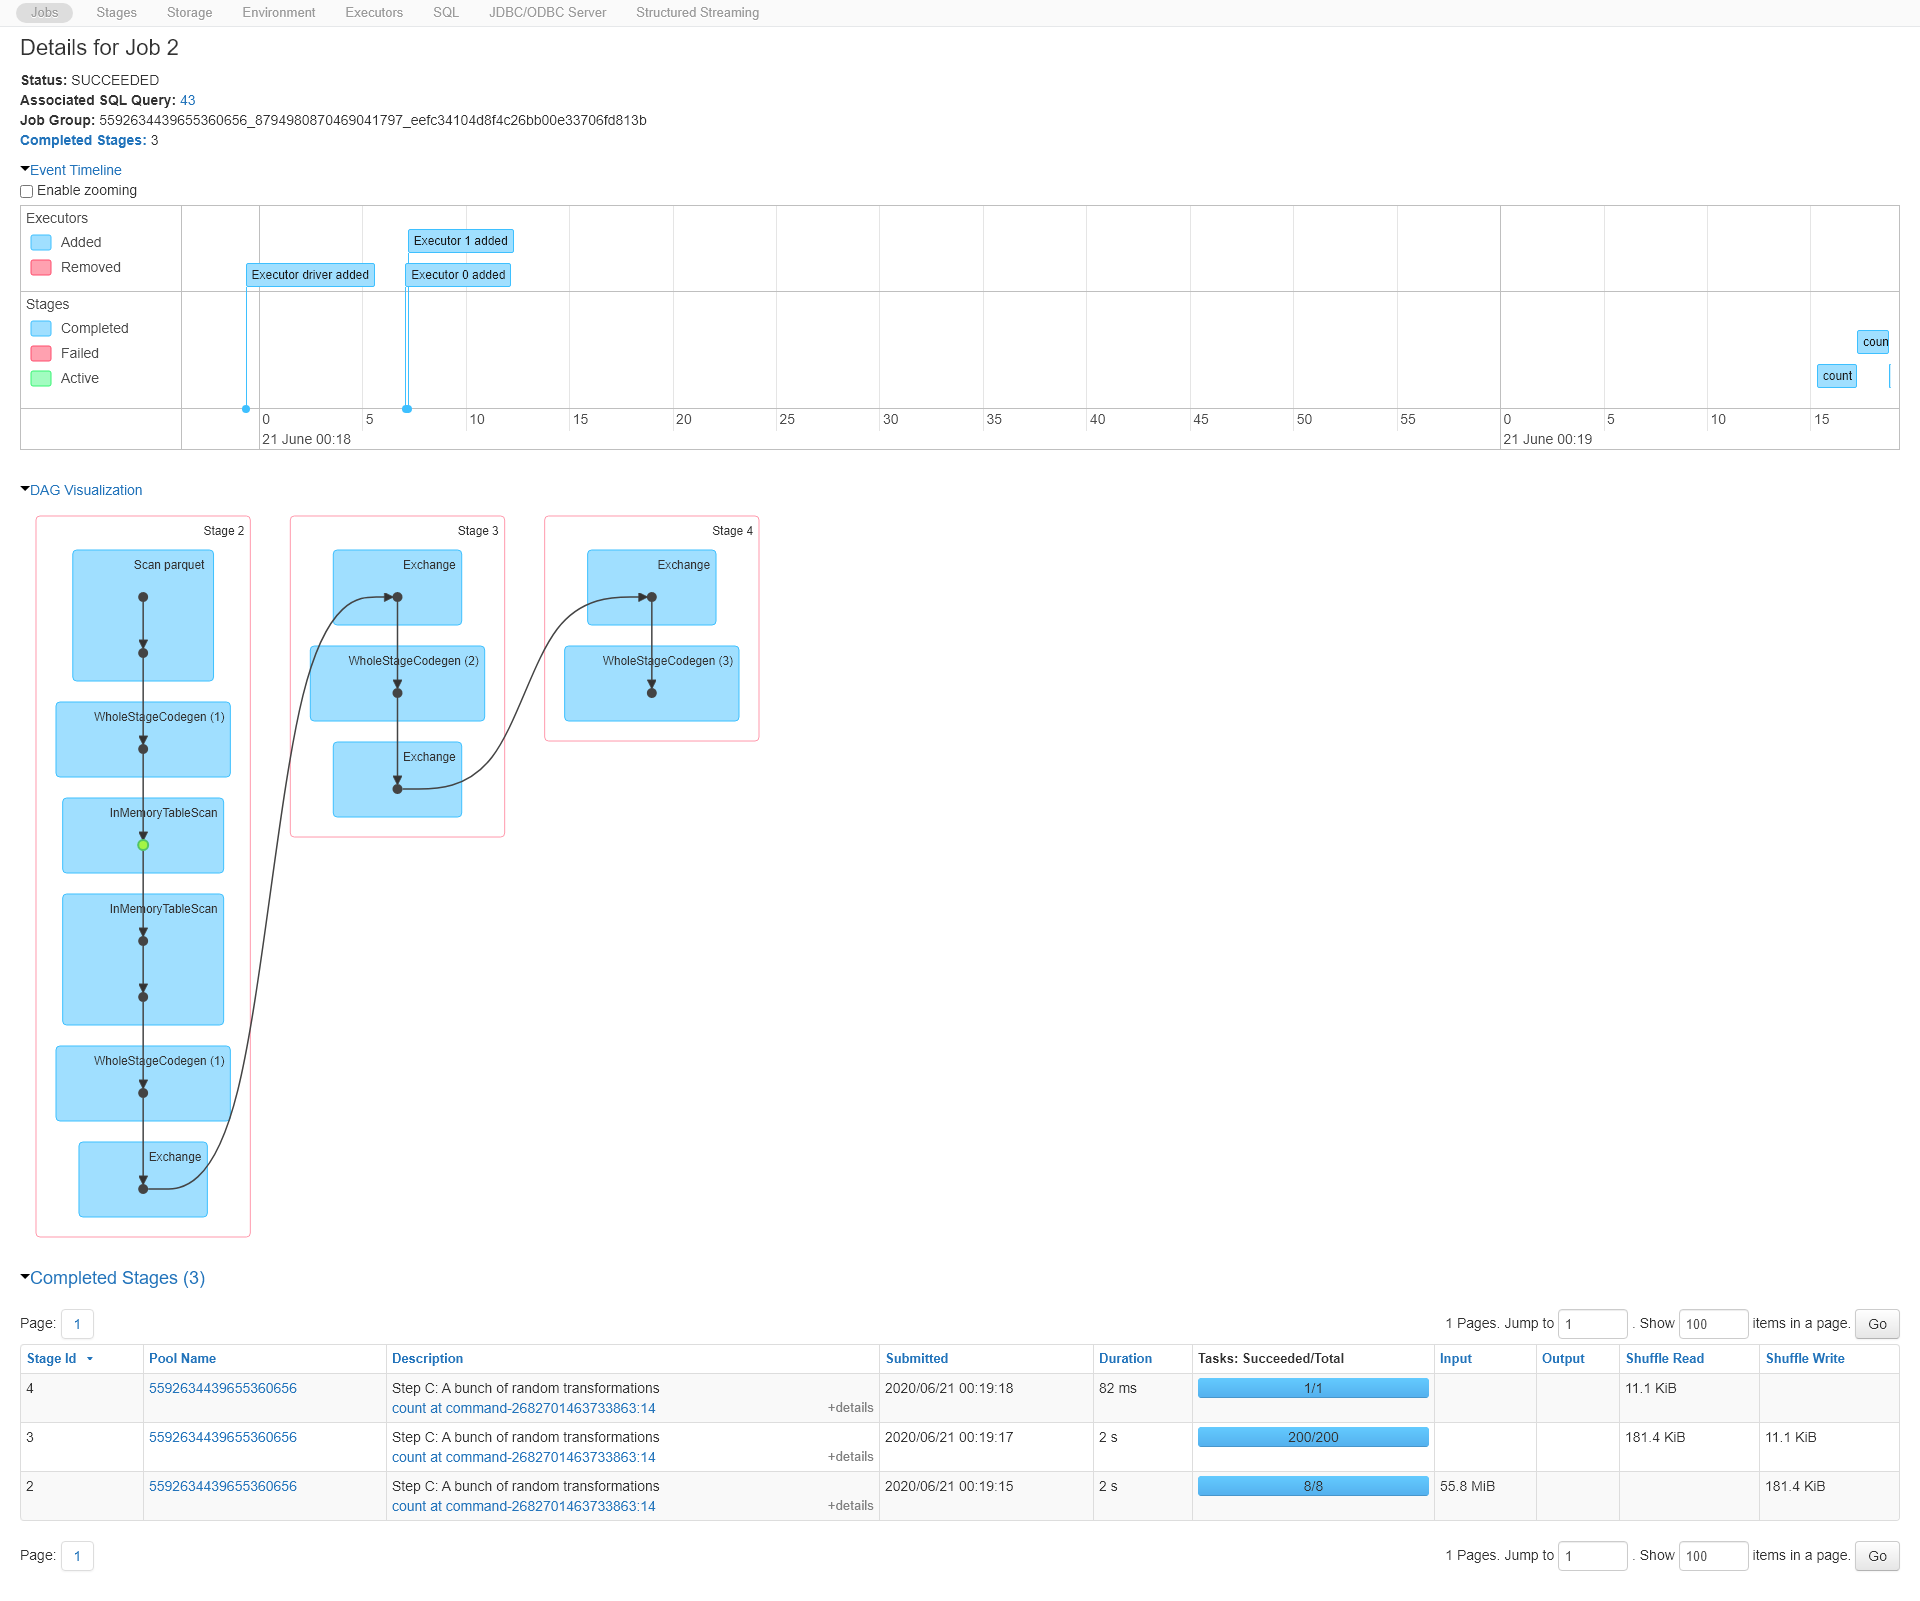 Jobs Stages Storage Environment Executors SQL JDBC/ODBC Server Structured Streaming
Details for Job 2
Status: SUCCEEDED
Associated SQL Query: 43
Job Group: 5592634439655360656_8794980870469041797_eefc34104d8f4c26bb00e33706fd813b
Completed Stages: 3
Event Timeline
Enable zooming
Executors
Added
Removed
Executor 1 added
Executor driver added
Executor 0 added
Stages
Completed
Failed
Active
coun
count
0 5 10 15 20 25 30 35 40 45 50 55 0 5 10 15
21 June 00:18 21 June 00:19
DAG Visualization
Stage 2
Scan parquet
WholeStageCodegen (1)
InMemoryTableScan
InMemoryTableScan
WholeStageCodegen (1)
Exchange
Stage 3
Exchange
WholeStageCodegen (2)
Exchange
Stage 4
Exchange
WholeStageCodegen (3)
Completed Stages (3)
Page: 1 1 Pages. Jump to 1 . Show 100 items in a page. Go
Stage Id Pool Name Description Submitted Duration Tasks: Succeeded/Total Input Output Shuffle Read Shuffle Write
4 5592634439655360656 Step C: A bunch of random transformations 2020/06/21 00:19:18 82 ms 1/1 11.1 KiB
count at command-2682701463733863:14 +details
3 5592634439655360656 Step C: A bunch of random transformations 2020/06/21 00:19:17 2 s 200/200 181.4 KiB 11.1 KiB
count at command-2682701463733863:14 +details
2 5592634439655360656 Step C: A bunch of random transformations 2020/06/21 00:19:15 2 s 8/8 55.8 MiB 181.4 KiB
count at command-2682701463733863:14 +details
Page: 1 1 Pages. Jump to 1 . Show 100 items in a page. Go